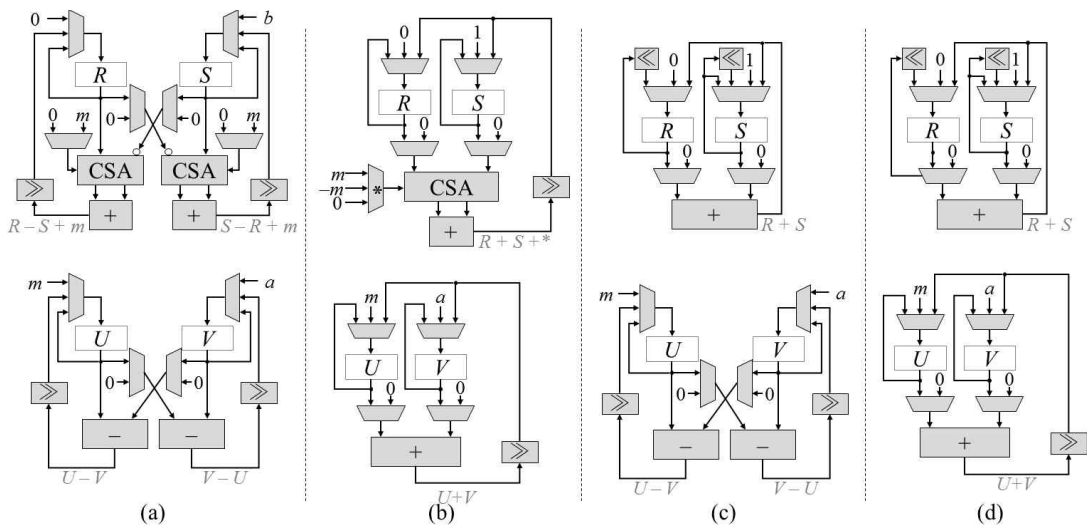 0 b
R S
0 0
0 m 0 m
CSA CSA
+ +
R – S + m S – R + m
m a
U V
0 0
– –
U – V V – U
(a)
0 1
R S
0 0
m
–m
0
*
CSA
+
R + S + *
m a
U V
0 0
+
U+V
(b)
0 1
R S
0 0
+
R + S
m a
U V
0 0
– –
U – V V – U
(c)
0 1
R S
0 0
+
R + S
m a
U V
0 0
+
U+V
(d)